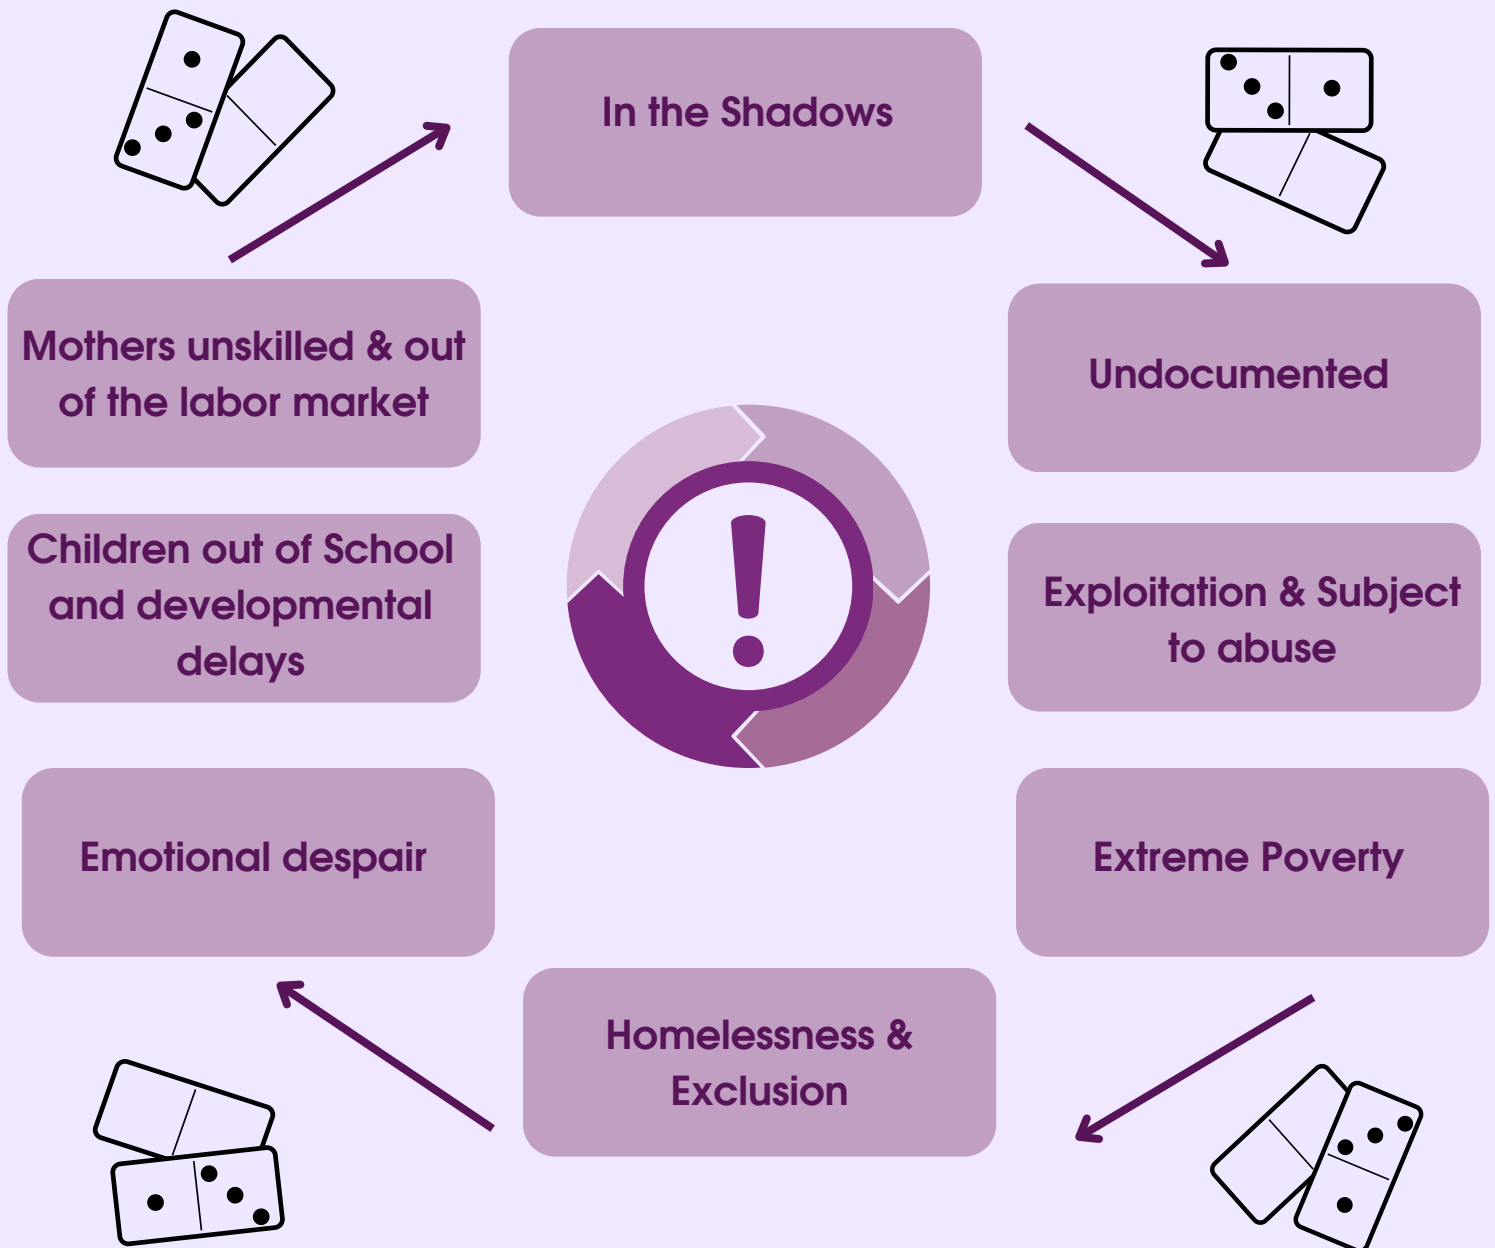 In the Shadows
Undocumented
Exploitation & Subject
to abuse
Extreme Poverty
Homelessness &
Exclusion
Emotional despair
Children out of School
and developmental
delays
Mothers unskilled & out
of the labor market
!